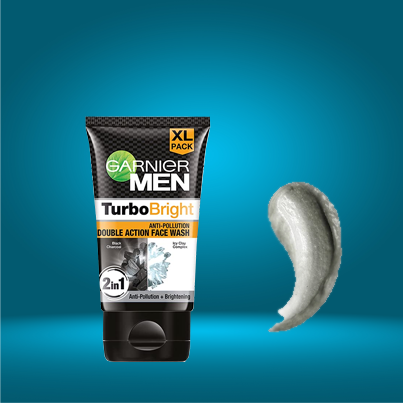 XL
PACK
GARNIER
MEN
TurboBright
ANTI-POLLUTION
DOUBLE ACTION FACE WASH
Black
Charcoal
Icy Clay
Complex
2in1
Anti-Pollution + Brightening